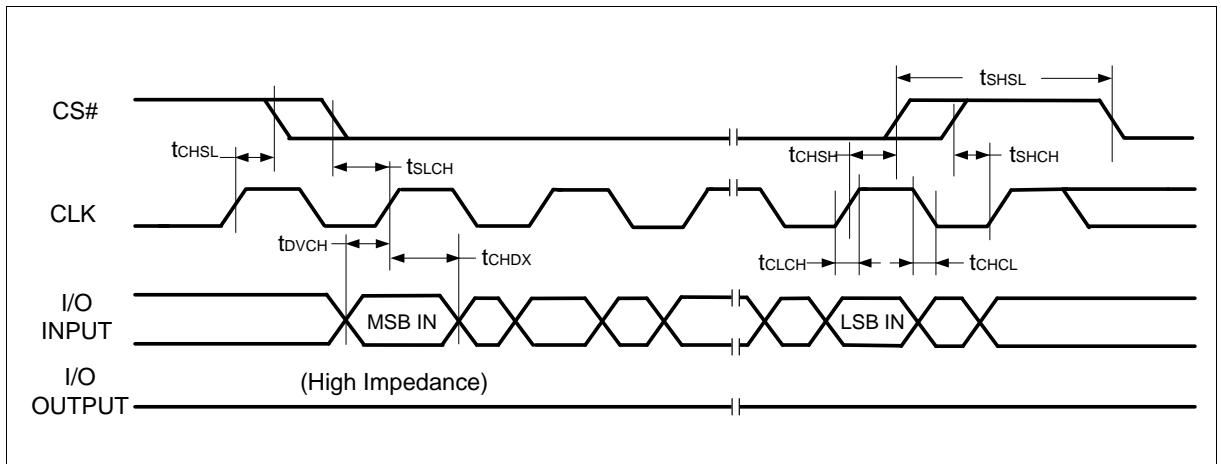 tSHSL
CS#
tCHSL
tSLCH
tCHSH
tSHCH
CLK
tDVCH
tCHDX
tCLCH
tCHCL
I/O
INPUT
MSB IN
LSB IN
I/O
OUTPUT
(High Impedance)